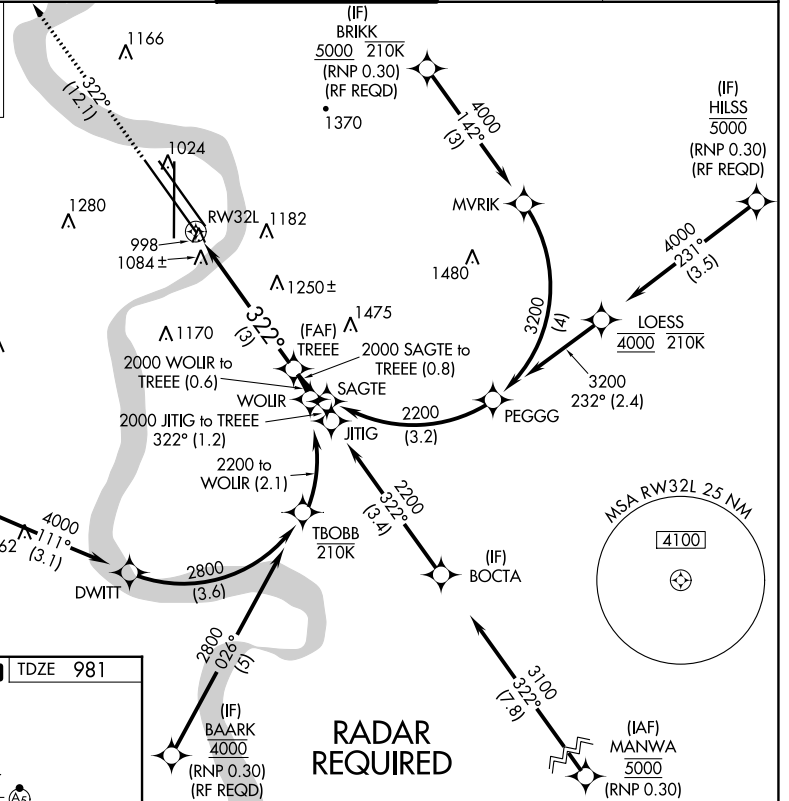 (IF)
BRIKK
5000 210K
(RNP 0.30)
(RF REQD)
1370
1166
322°
(12.1)
1024
1280
998
1084 ±
RW32L
1182
1250 ±
1170
1475
1480
4000
142°
(3)
MVRIK
3200
(4)
(IF)
HILSS
5000
(RNP 0.30)
(RF REQD)
4000
231°
(3.5)
LOESS
4000 210K
3200
232° (2.4)
PEGGG
322°
(3)
(FAF)
TREEE
2000 WOLIR to
TREEE (0.6)
2000 SAGTE to
TREEE (0.8)
SAGTE
WOLIR
2000 JITIG to TREEE
322° (1.2)
JITIG
2200
(3.2)
2200 to
WOLIR (2.1)
2200
322°
(3.4)
TBOBB
210K
62
4000
111°
(3.1)
DWITT
2800
(3.6)
(IF)
BOCTA
MSA RW32L 25 NM
4100
2800
026°
(5)
3100
322°
(7.8)
TDZE 981
(IF)
BAARK
4000
(RNP 0.30)
(RF REQD)
RADAR
REQUIRED
(IAF)
MANWA
5000
(RNP 0.30)
A5